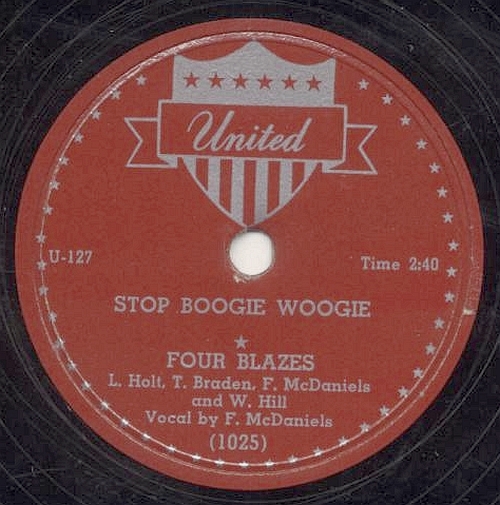 United
U-127
Time 2:40
STOP BOOGIE WOOGIE
FOUR BLAZES
L. Holt, T. Braden, F. McDaniels
and W. Hill
Vocal by F. McDaniels
(1025)